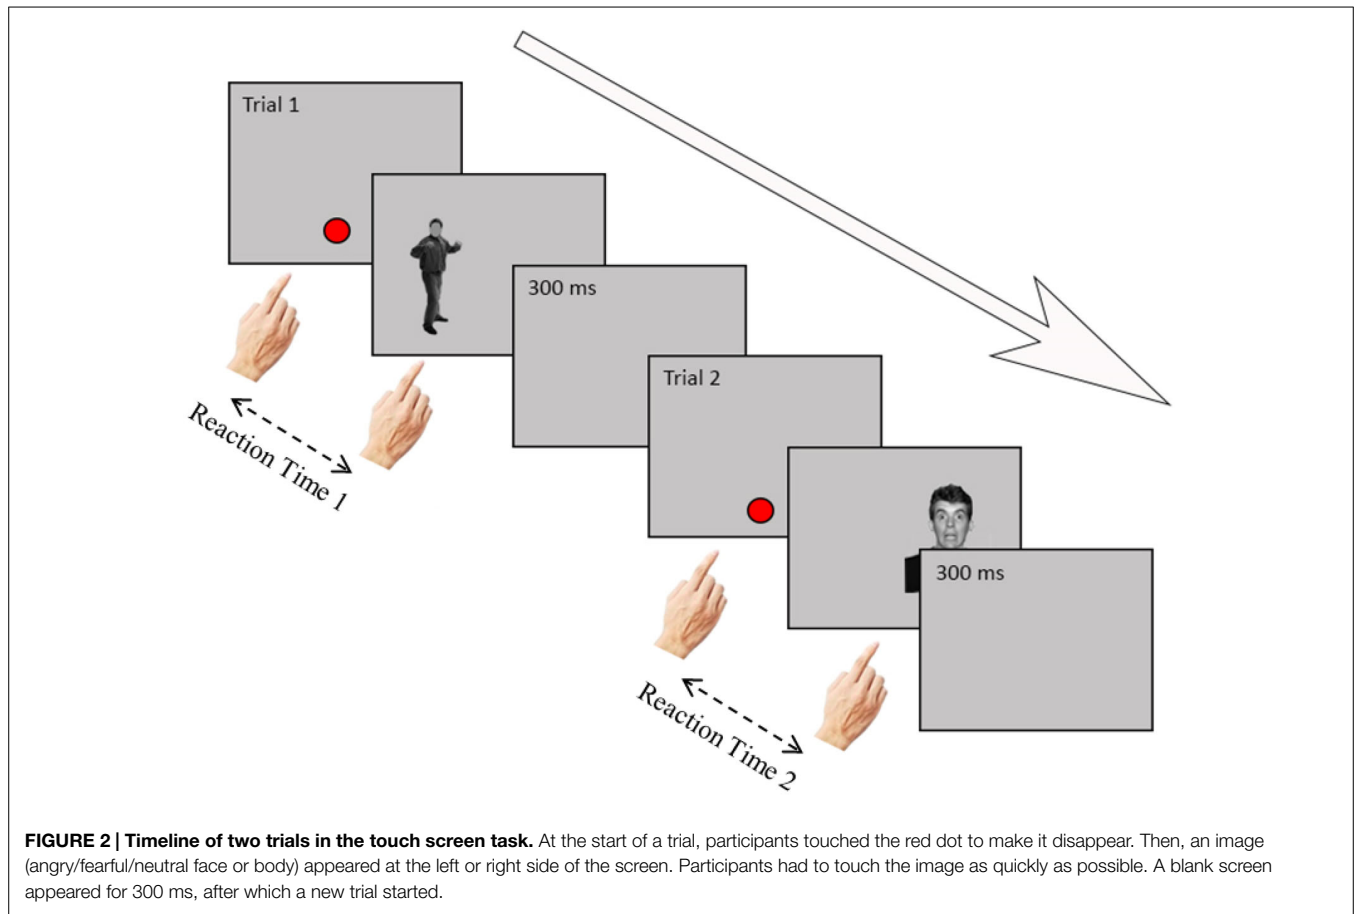 Trial 1
300 ms
Reaction Time 1
Trial 2
300 ms
Reaction Time 2
FIGURE 2 | Timeline of two trials in the touch screen task. At the start of a trial, participants touched the red dot to make it disappear. Then, an image
(angry/fearful/neutral face or body) appeared at the left or right side of the screen. Participants had to touch the image as quickly as possible. A blank screen
appeared for 300 ms, after which a new trial started.